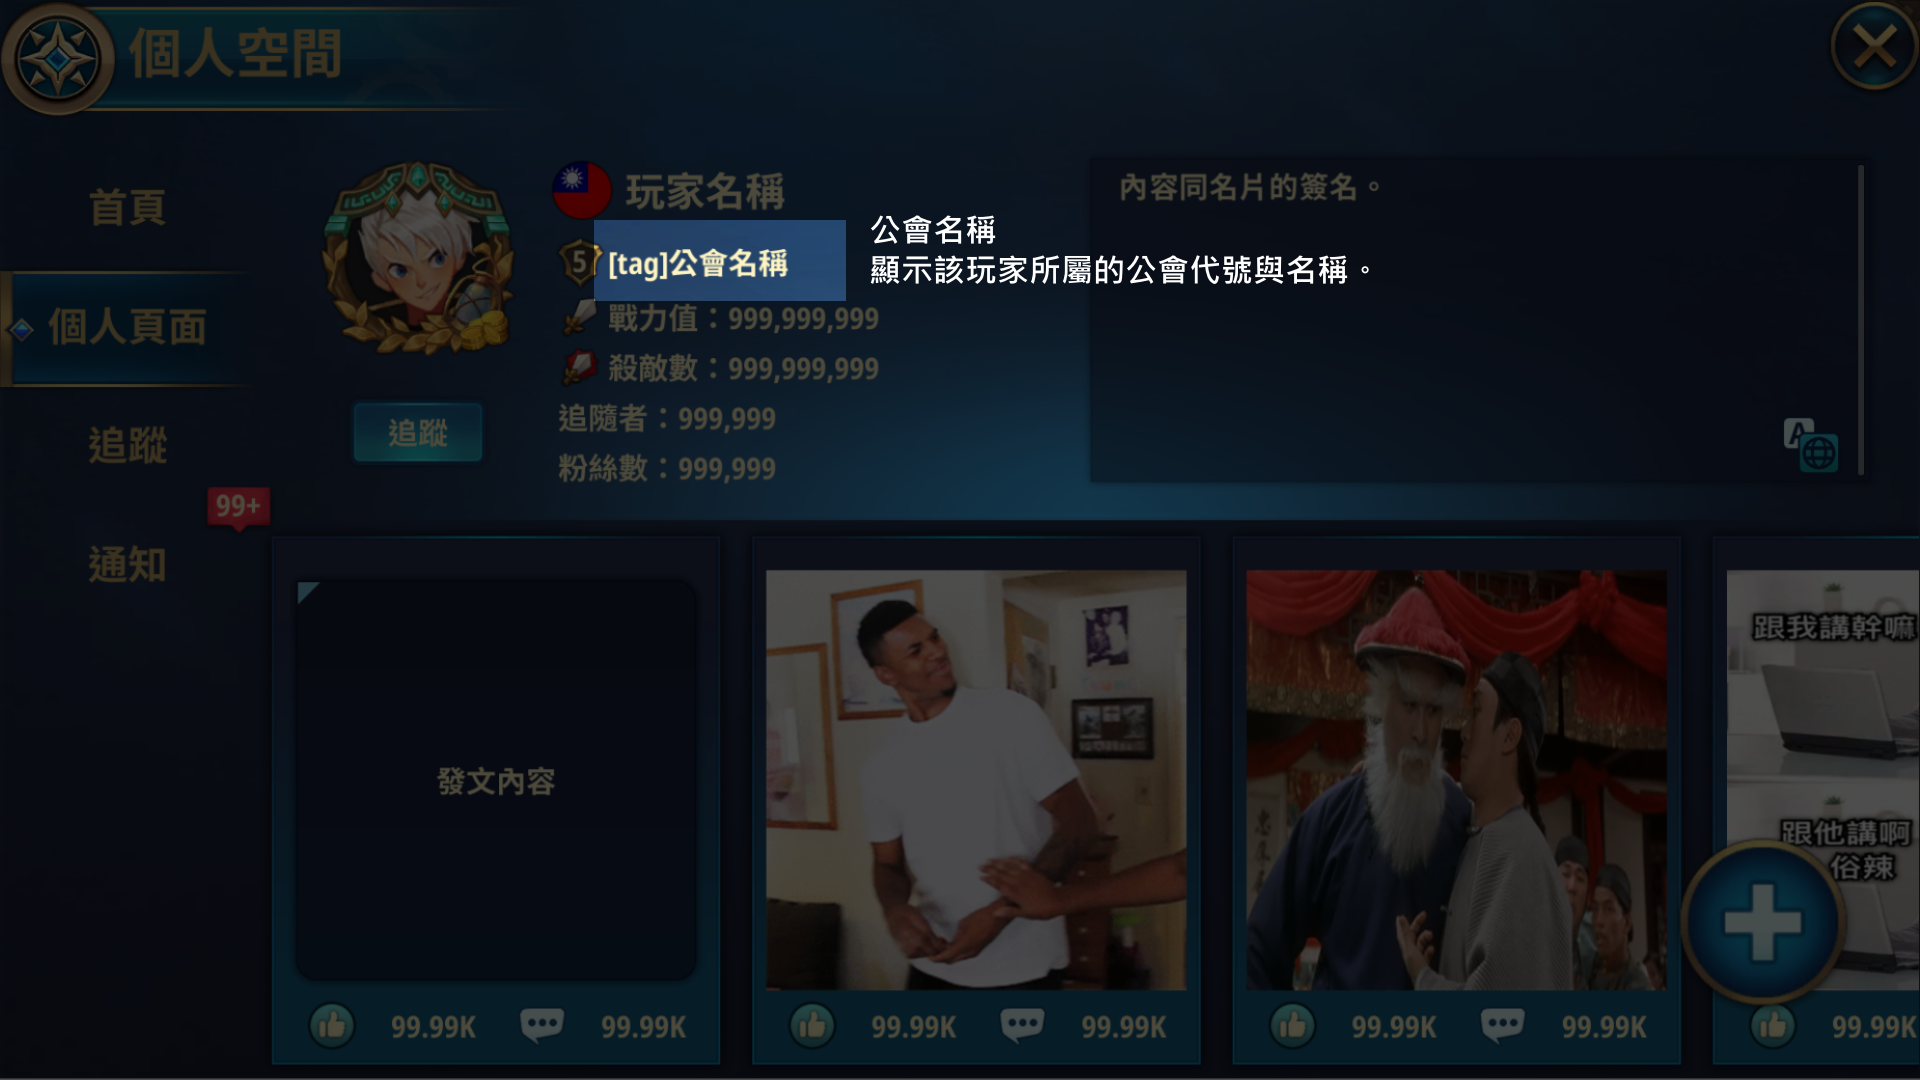 個人空間
首頁
個人頁面
追蹤
99+
通知
追蹤
玩家名稱
5
[tag]公會名稱
公會名稱
顯示該玩家所屬的公會代號與名稱。
戰力值：999,999,999
殺敵數：999,999,999
追隨者：999,999
粉絲數：999,999
內容同名片的簽名。
A
發文內容
跟我講幹嘛
跟他講啊
俗辣
99.99K 99.99K
99.99K 99.99K
99.99K 99.99K
99.99K